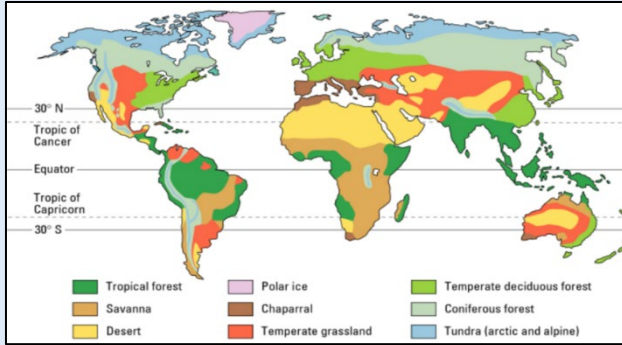 30° N
Tropic of
Cancer
Equator
Tropic of
Capricorn
30° S
Tropical forest
Polar ice
Temperate deciduous forest
Savanna
Chaparral
Coniferous forest
Desert
Temperate grassland
Tundra (arctic and alpine)